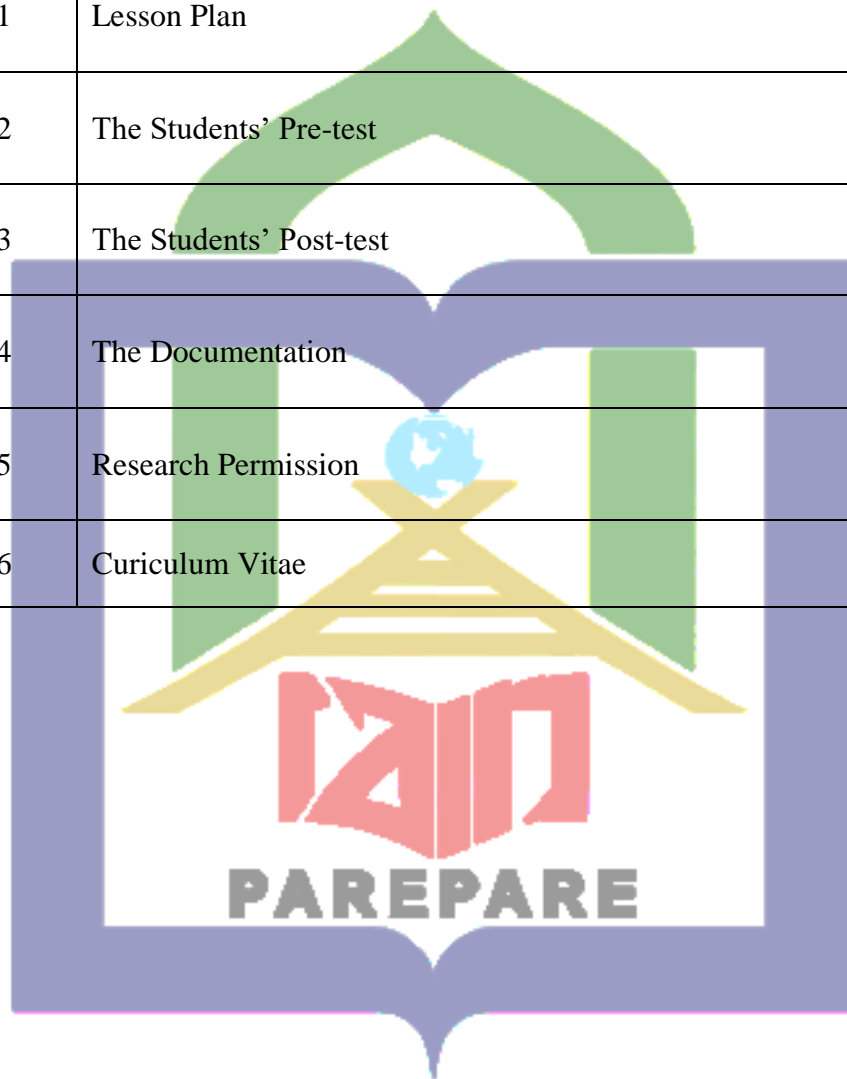 1 Lesson Plan
2 The Students’ Pre-test
3 The Students’ Post-test
4 The Documentation
5 Research Permission
6 Curiculum Vitae
iain
PAREPARE